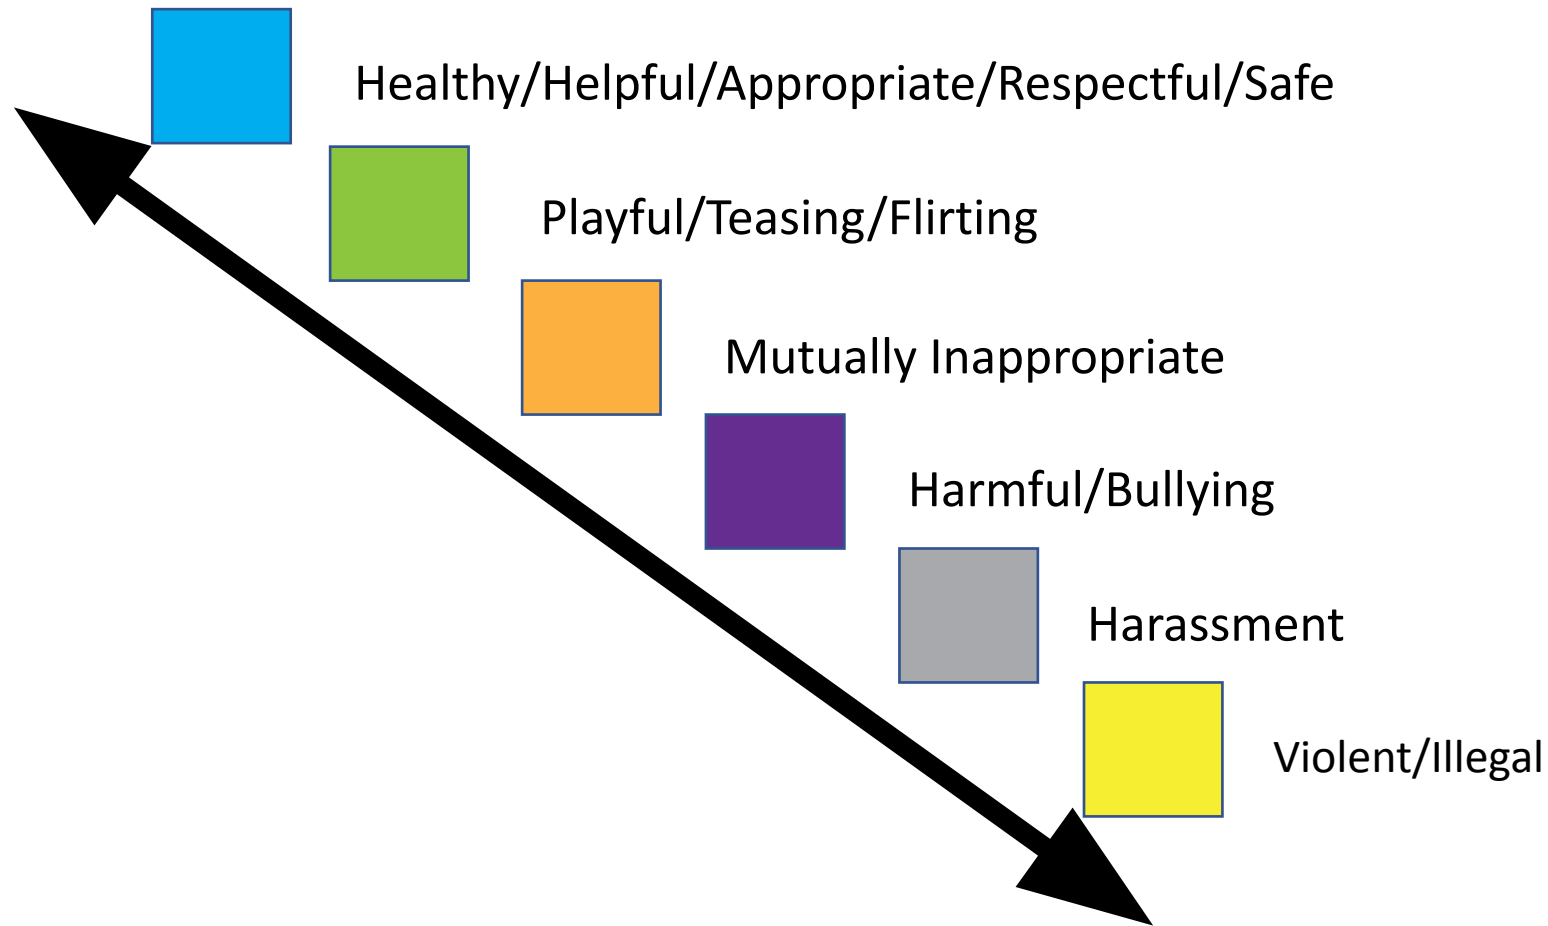 Healthy/Helpful/Appropriate/Respectful/Safe
Playful/Teasing/Flirting
Mutually Inappropriate
Harmful/Bullying
Harassment
Violent/Illegal